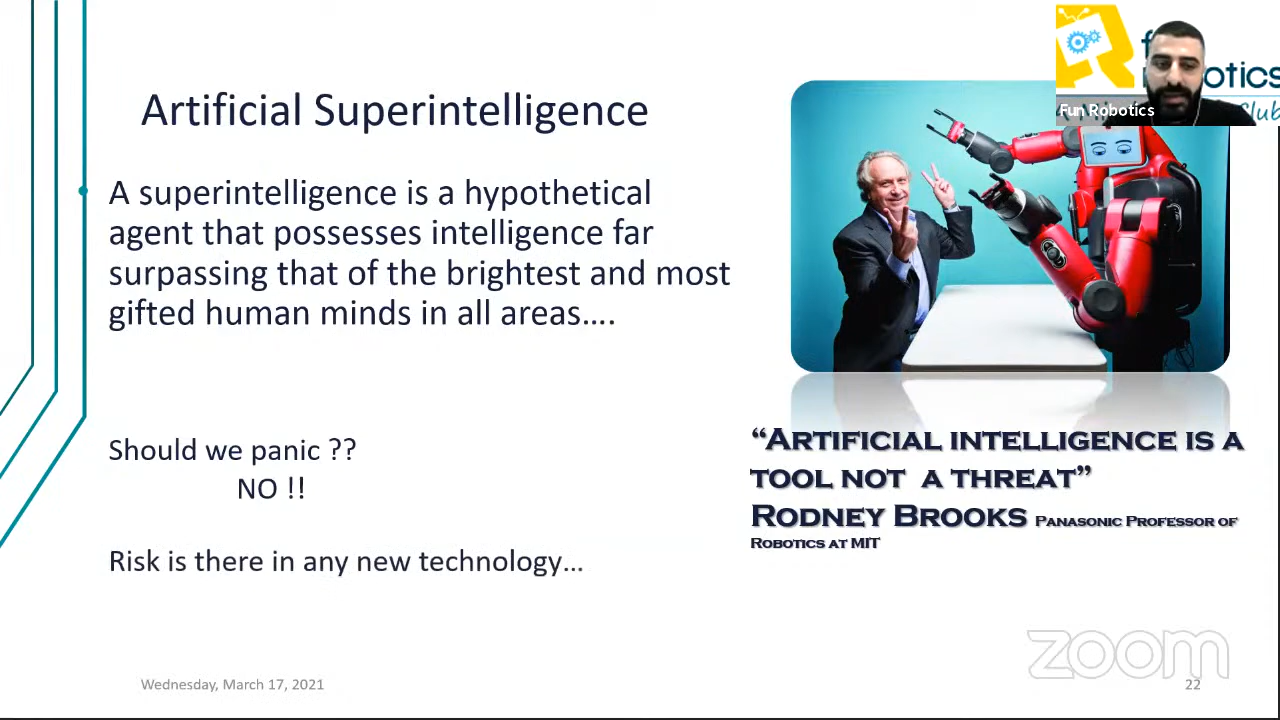 Artificial Superintelligence
A superintelligence is a hypothetical
agent that possesses intelligence far
surpassing that of the brightest and most
gifted human minds in all areas....
Should we panic ??
NO !!
Risk is there in any new technology...
Fun Robotics
“ARTIFICIAL INTELLIGENCE IS A
TOOL NOT A THREAT”
RODNEY BROOKS PANASONIC PROFESSOR OF
ROBOTICS AT MIT
zoom
Wednesday, March 17, 2021
22